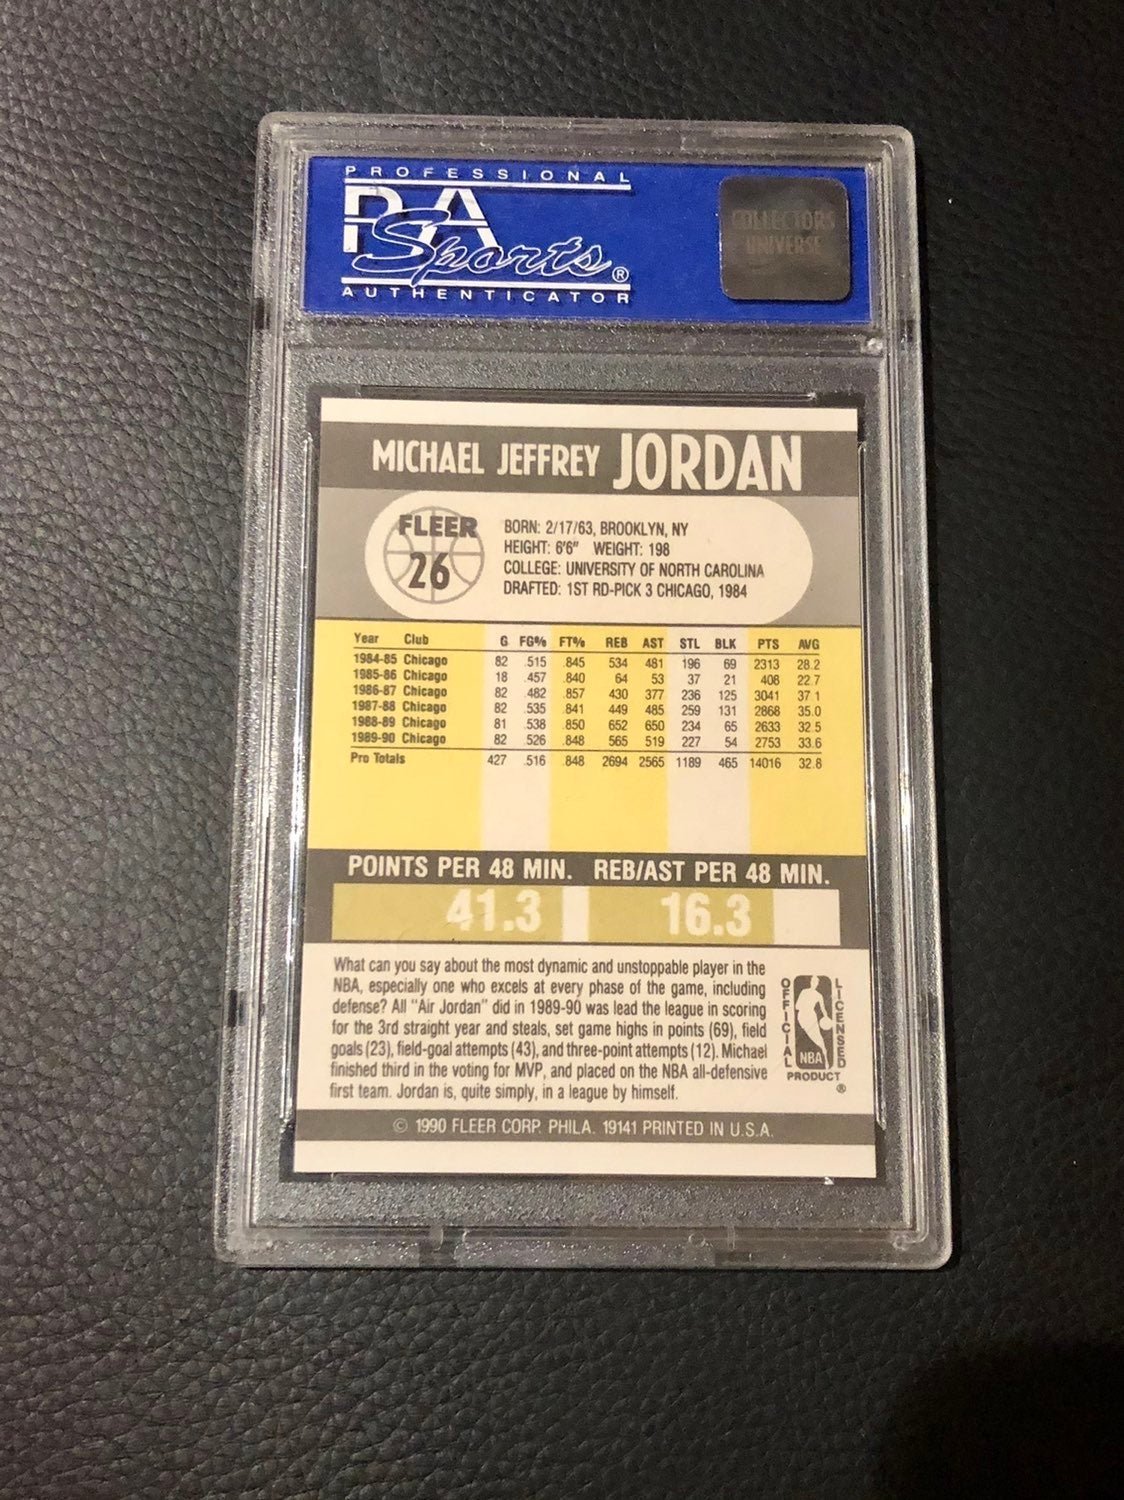 PROFESSIONAL
PSA
Sports®
AUTHENTICATOR
COLLECTORS
UNIVERSE
MICHAEL JEFFREY JORDAN
FLEER
26
BORN: 2/17/63, BROOKLYN, NY
HEIGHT: 6'6" WEIGHT: 198
COLLEGE: UNIVERSITY OF NORTH CAROLINA
DRAFTED: 1ST RD-PICK 3 CHICAGO, 1984
Year Club G FG% FT% REB AST STL BLK PTS AVG
1984-85 Chicago 82 .515 .845 534 481 196 69 2313 28.2
1985-86 Chicago 18 .457 .840 64 53 37 21 408 22.7
1986-87 Chicago 82 .482 .857 430 377 236 125 3041 37.1
1987-88 Chicago 82 .535 .841 449 485 259 131 2868 35.0
1988-89 Chicago 81 .538 .850 652 650 234 65 2633 32.5
1989-90 Chicago 82 .526 .848 565 519 227 54 2753 33.6
Pro Totals 427 .516 .848 2694 2565 1189 465 14016 32.8
POINTS PER 48 MIN. REB/AST PER 48 MIN.
41.3 16.3
What can you say about the most dynamic and unstoppable player in the
NBA, especially one who excels at every phase of the game, including
defense? All "Air Jordan" did in 1989-90 was lead the league in scoring
for the 3rd straight year and steals, set game highs in points (69), field
goals (23), field-goal attempts (43), and three-point attempts (12). Michael
finished third in the voting for MVP, and placed on the NBA all-defensive
first team. Jordan is, quite simply, in a league by himself.
OFFICIAL
LICENSED
NBA
PRODUCT
®
© 1990 FLEER CORP. PHILA. 19141 PRINTED IN U.S.A.